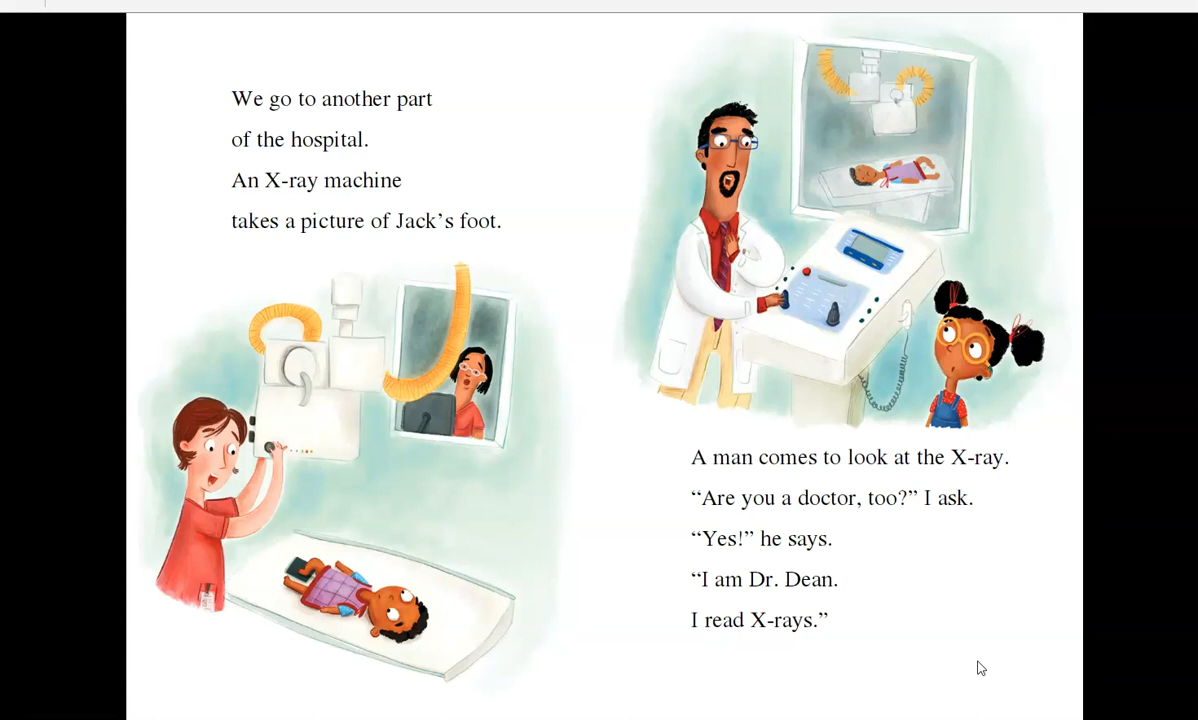 We go to another part
of the hospital.
An X-ray machine
takes a picture of Jack’s foot.
A man comes to look at the X-ray.
“Are you a doctor, too?” I ask.
“Yes!” he says.
“I am Dr. Dean.
I read X-rays.”